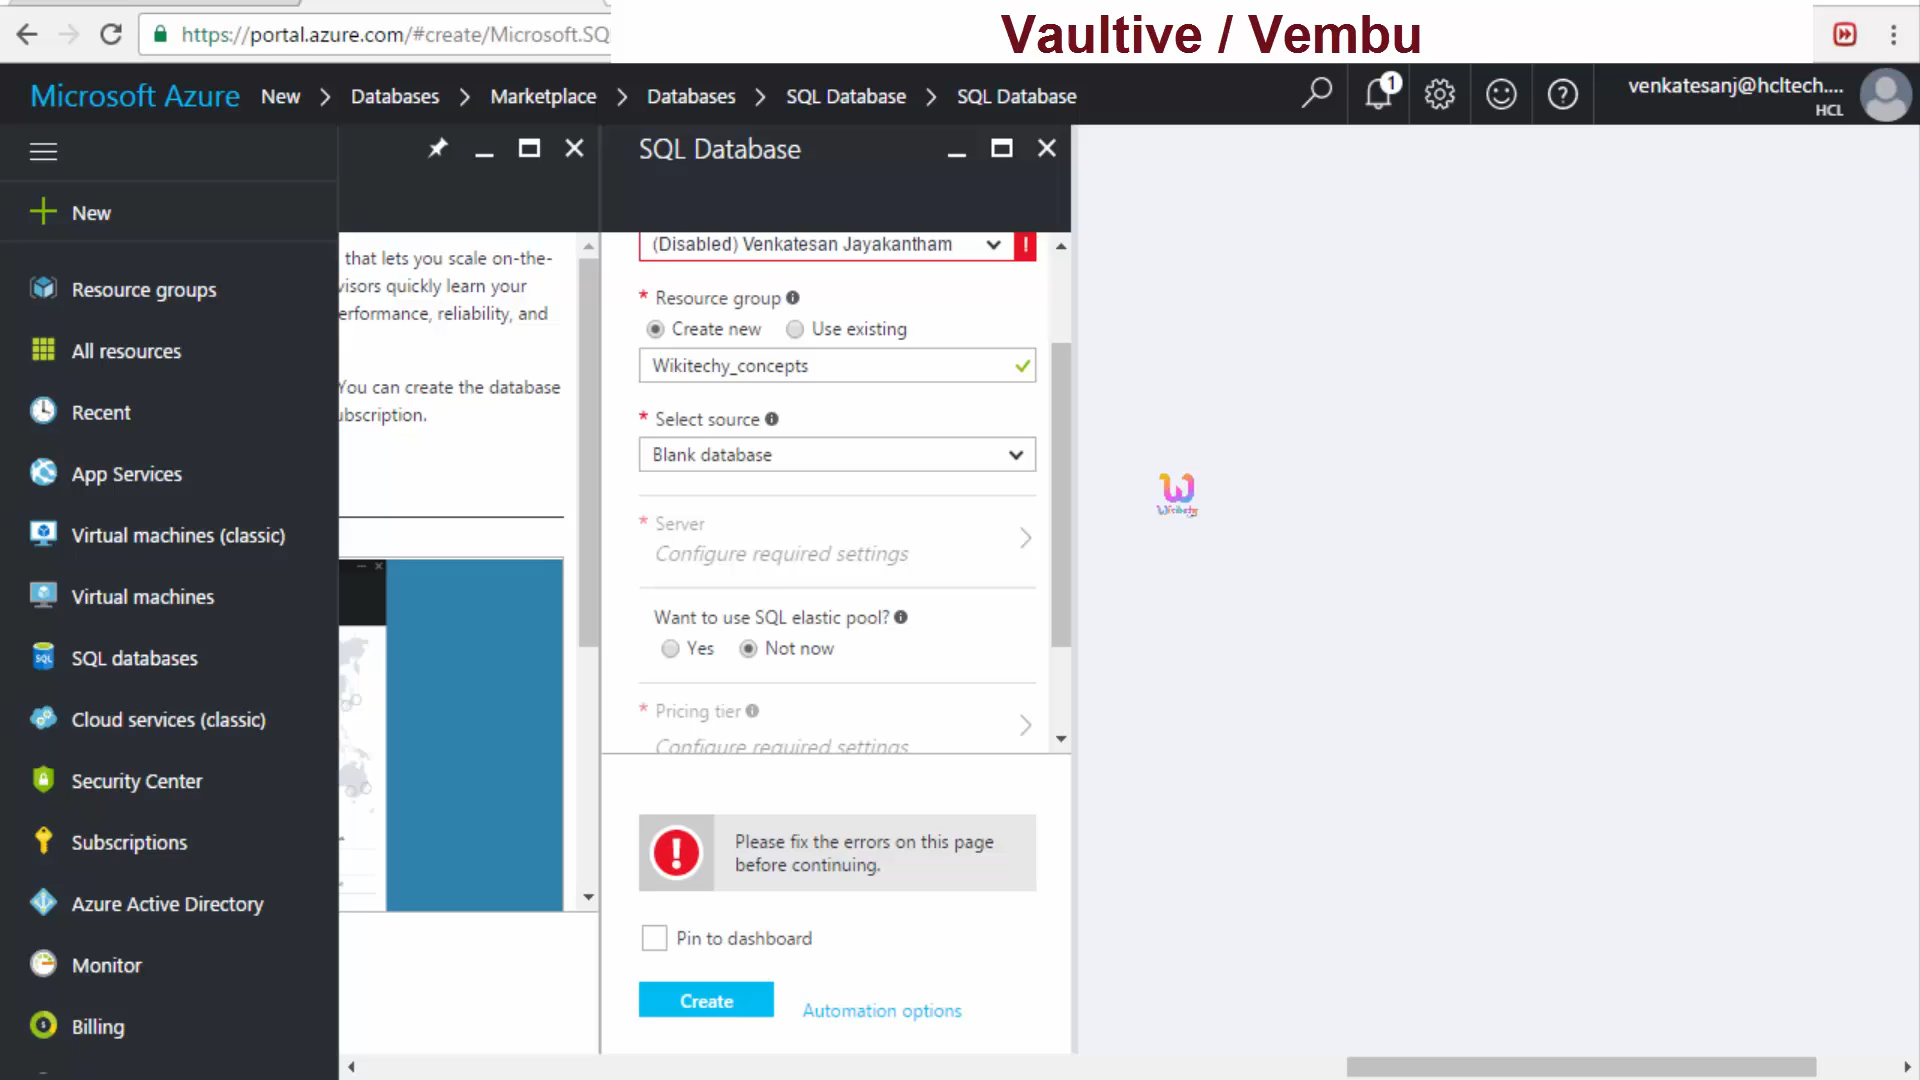 https://portal.azure.com/#create/Microsoft.SQ
Vaultive / Vembu
Microsoft Azure
New > Databases > Marketplace > Databases > SQL Database > SQL Database
1
venkatesanj@hcltech....
HCL
New
Resource groups
All resources
Recent
App Services
Virtual machines (classic)
Virtual machines
SQL databases
Cloud services (classic)
Security Center
Subscriptions
Azure Active Directory
Monitor
Billing
that lets you scale on-the-
visors quickly learn your
erformance, reliability, and
You can create the database
ubscription.
SQL Database
(Disabled) Venkatesan Jayakantham
* Resource group
Create new Use existing
Wikitechy_concepts
* Select source
Blank database
* Server
Configure required settings
Want to use SQL elastic pool?
Yes Not now
* Pricing tier
Configure required settings
Please fix the errors on this page
before continuing.
Pin to dashboard
Create
Automation options
Wikitechy